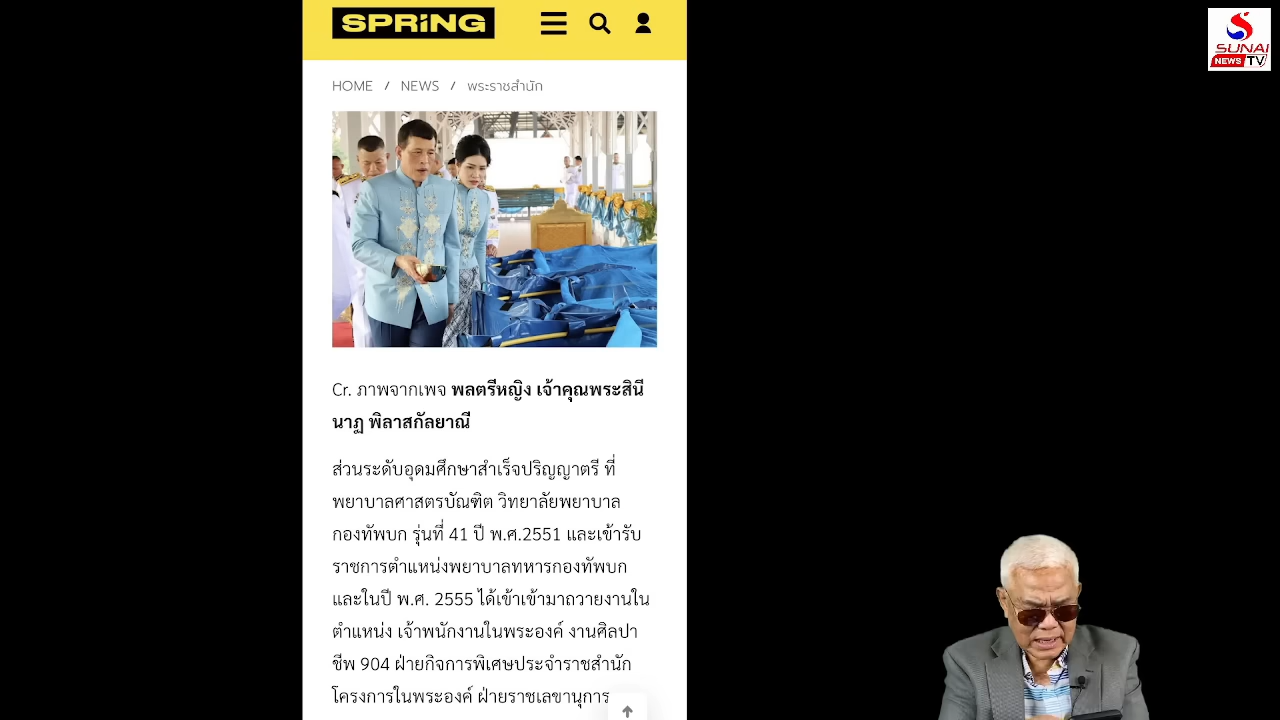 SPRiNG
SUNAI
NEWS TV
HOME / NEWS / พระราชสำนัก
Cr. ภาพจากเพจ พลตรีหญิง เจ้าคุณพระสินี
นาฏ พิลาสกัลยาณี
ส่วนระดับอุดมศึกษาสำเร็จปริญญาตรี ที่
พยาบาลศาสตรบัณฑิต วิทยาลัยพยาบาล
กองทัพบก รุ่นที่ 41 ปี พ.ศ.2551 และเข้ารับ
ราชการตำแหน่งพยาบาลทหารกองทัพบก
และในปี พ.ศ. 2555 ได้เข้าเข้ามาถวายงานใน
ตำแหน่ง เจ้าพนักงานในพระองค์ งานศิลปา
ชีพ 904 ฝ่ายกิจการพิเศษประจำราชสำนัก
โครงการในพระองค์ ฝ่ายราชเลขานุการ